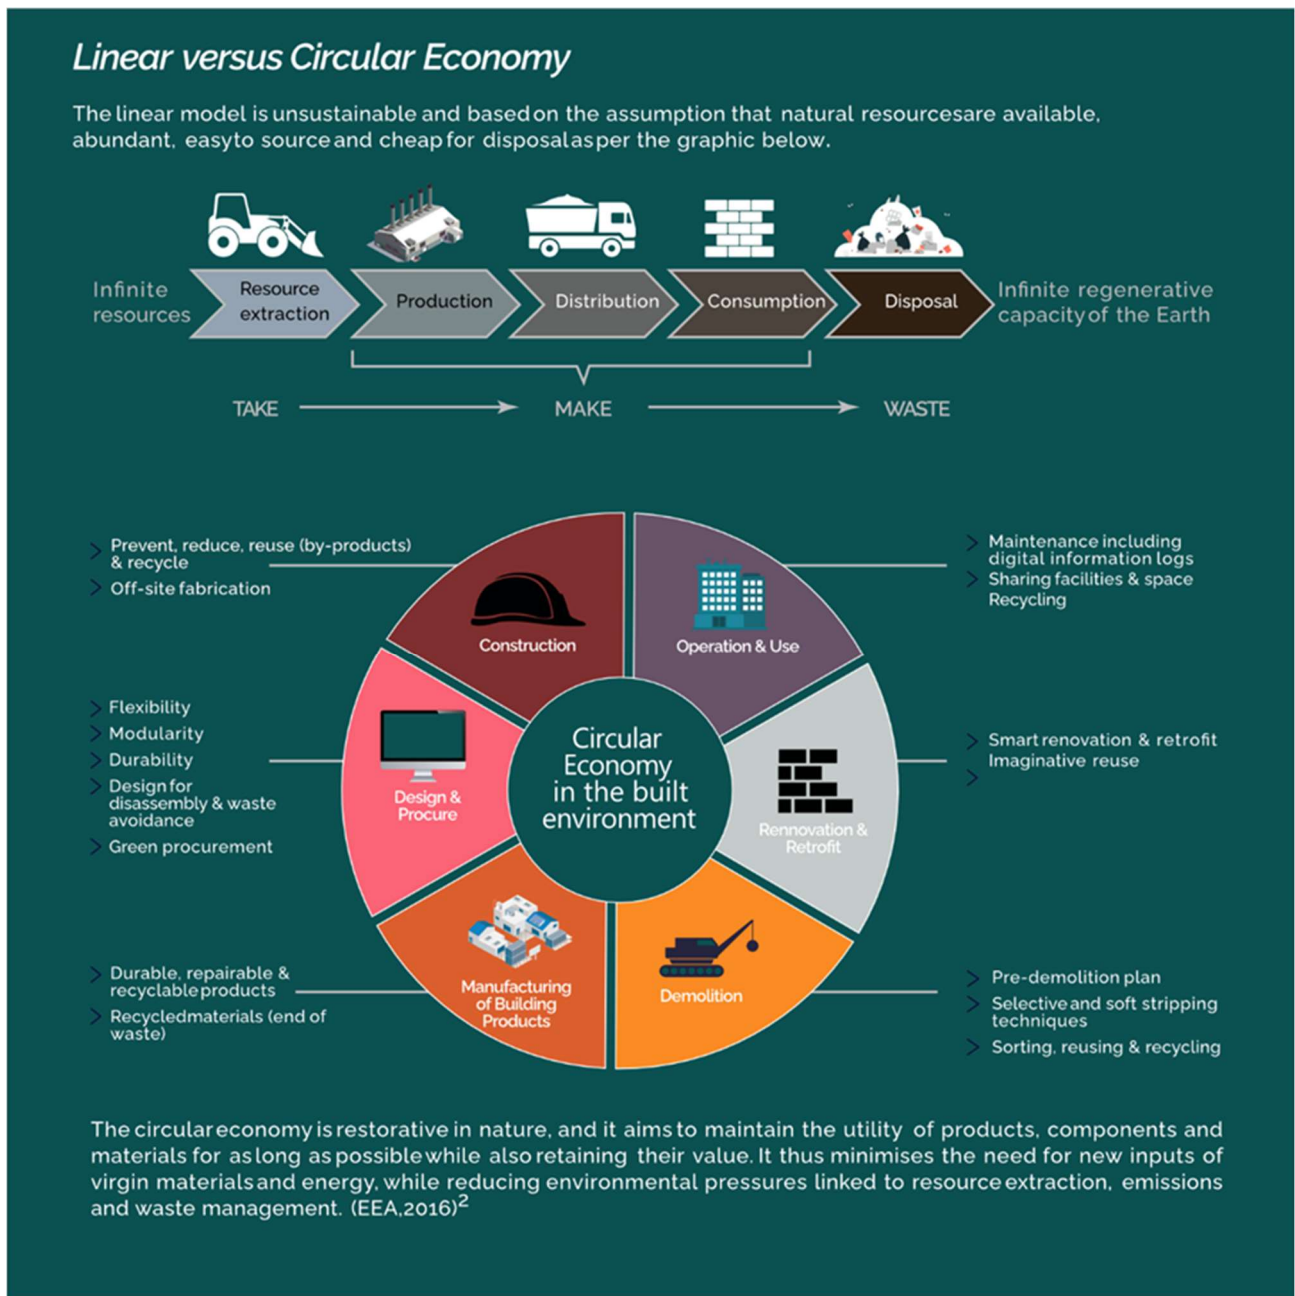 Linear versus Circular Economy
The linear model is unsustainable and based on the assumption that natural resourcesare available,
abundant, easyto source and cheap for disposalasper the graphic below.
Infinite
resources
Resource
extraction
Production
Distribution
Consumption
Disposal
Infinite regenerative
capacity of the Earth
TAKE
MAKE
WASTE
Prevent, reduce, reuse (by-products)
& recycle
Off-site fabrication
Construction
Operation & Use
Maintenance including
digital information logs
Sharing facilities & space
Recycling
Flexibility
Modularity
Durability
Design for
disassembly & waste
avoidance
Green procurement
Design &
Procure
Circular
Economy
in the built
environment
Rennovation &
Retrofit
Smart renovation & retrofit
Imaginative reuse
Durable, repairable &
recyclable products
Recycledmaterials (end of
waste)
Manufacturing
of Building
Products
Demolition
Pre-demolition plan
Selective and soft stripping
techniques
Sorting, reusing & recycling
The circular economy is restorative in nature, and it aims to maintain the utility of products, components and
materials for as long as possible while also retaining their value. It thus minimises the need for new inputs of
virgin materials and energy, while reducing environmental pressures linked to resource extraction, emissions
and waste management. (EEA,2016)2